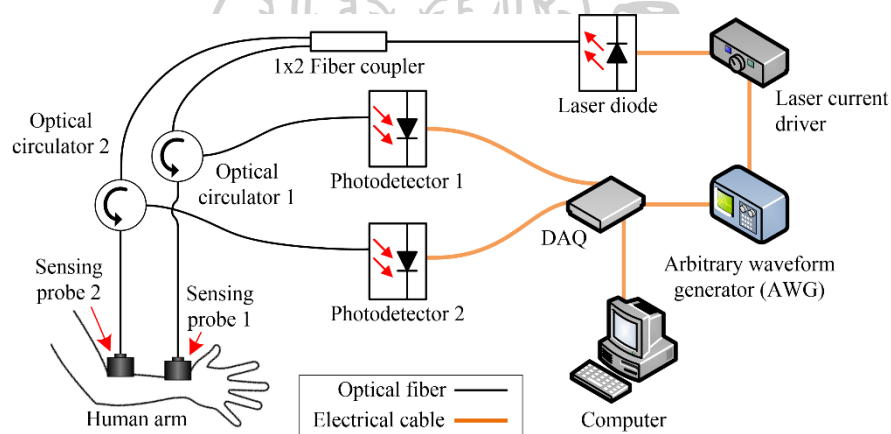 1x2 Fiber coupler
Laser diode
Laser current
driver
Optical
circulator 2
Optical
circulator 1
Photodetector 1
DAQ
Arbitrary waveform
generator (AWG)
Sensing
probe 2
Sensing
probe 1
Photodetector 2
Human arm
Optical fiber
Electrical cable
Computer